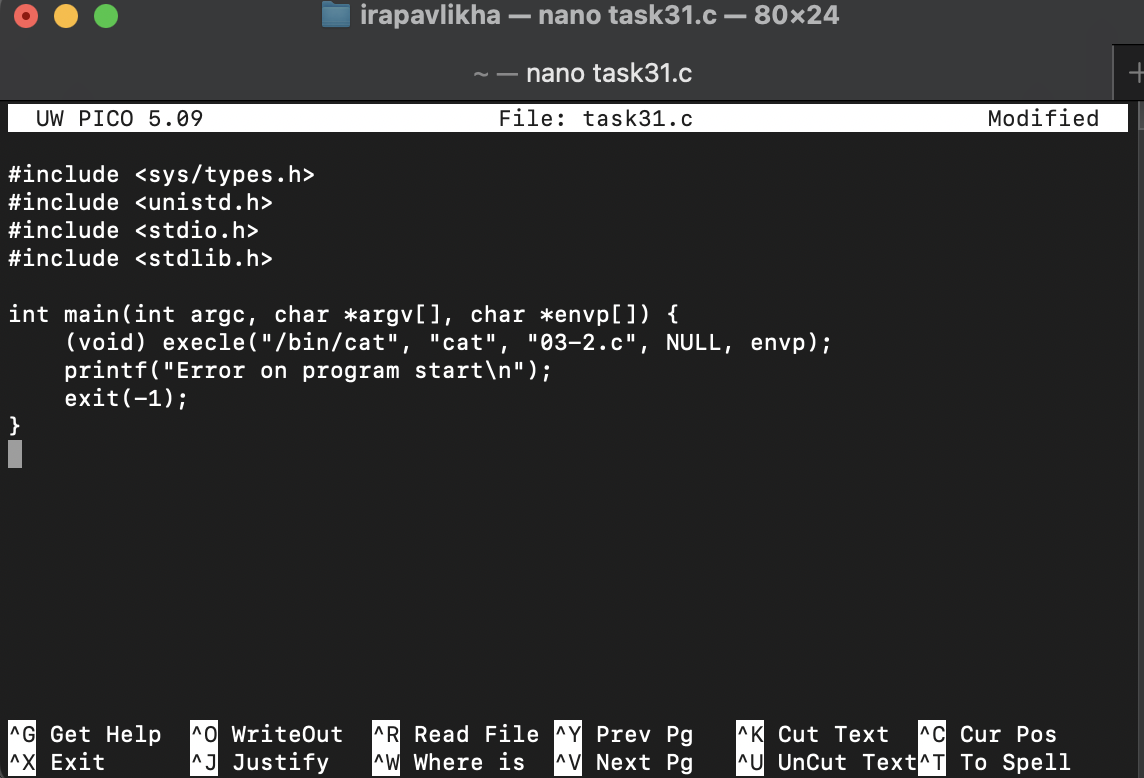 irapavlikha — nano task31.c — 80×24
~ — nano task31.c
+
UW PICO 5.09 File: task31.c Modified
#include <sys/types.h>
#include <unistd.h>
#include <stdio.h>
#include <stdlib.h>
int main(int argc, char *argv[], char *envp[]) {
    (void) execle("/bin/cat", "cat", "03-2.c", NULL, envp);
    printf("Error on program start\n");
    exit(-1);
}
^G Get Help ^O WriteOut ^R Read File ^Y Prev Pg ^K Cut Text ^C Cur Pos
^X Exit ^J Justify ^W Where is ^V Next Pg ^U UnCut Text ^T To Spell